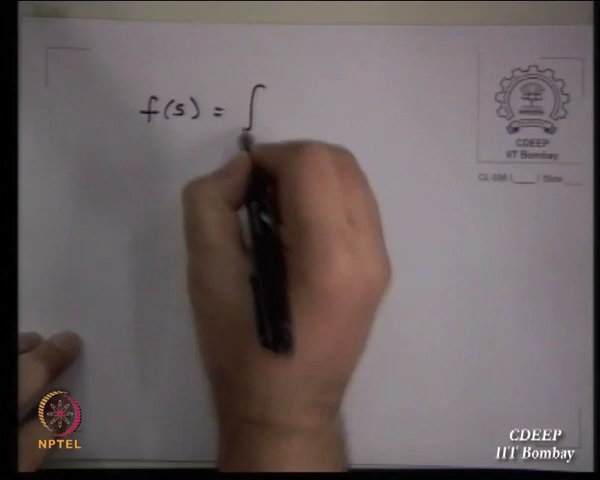 f(s) = ∫
CDEEP
IIT Bombay
NPTEL
CDEEP
IIT Bombay